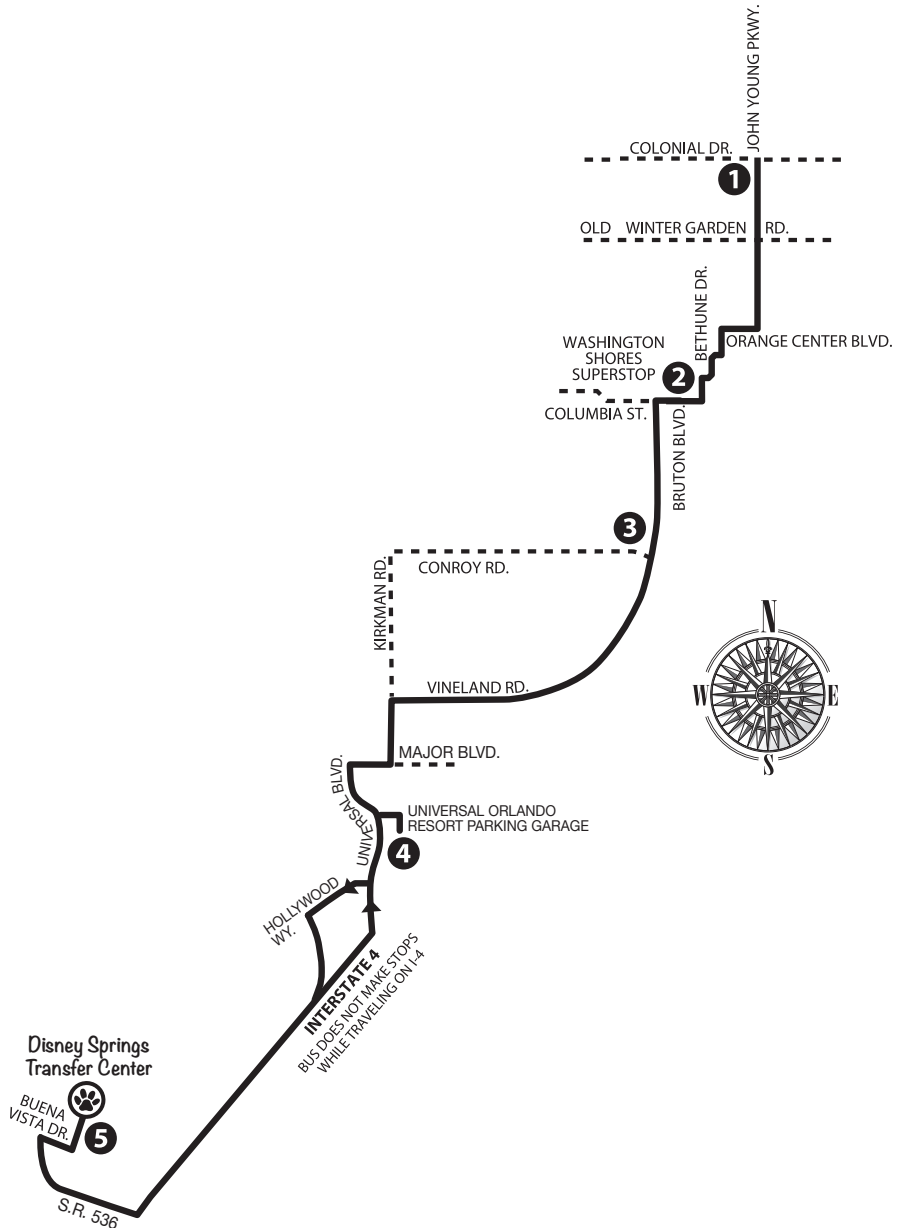 JOHN YOUNG PKWY.
COLONIAL DR.
1
OLD WINTER GARDEN RD.
BETHUNE DR.
ORANGE CENTER BLVD.
WASHINGTON
SHORES
SUPERSTOP
2
COLUMBIA ST.
BRUTON BLVD.
3
CONROY RD.
KIRKMAN RD.
N
W
E
S
VINELAND RD.
MAJOR BLVD.
UNIVERSAL BLVD.
UNIVERSAL ORLANDO
RESORT PARKING GARAGE
4
HOLLYWOOD
WY.
INTERSTATE 4
BUS DOES NOT MAKE STOPS
WHILE TRAVELING ON I-4
Disney Springs
Transfer Center
BUENA
VISTA DR.
5
S.R. 536